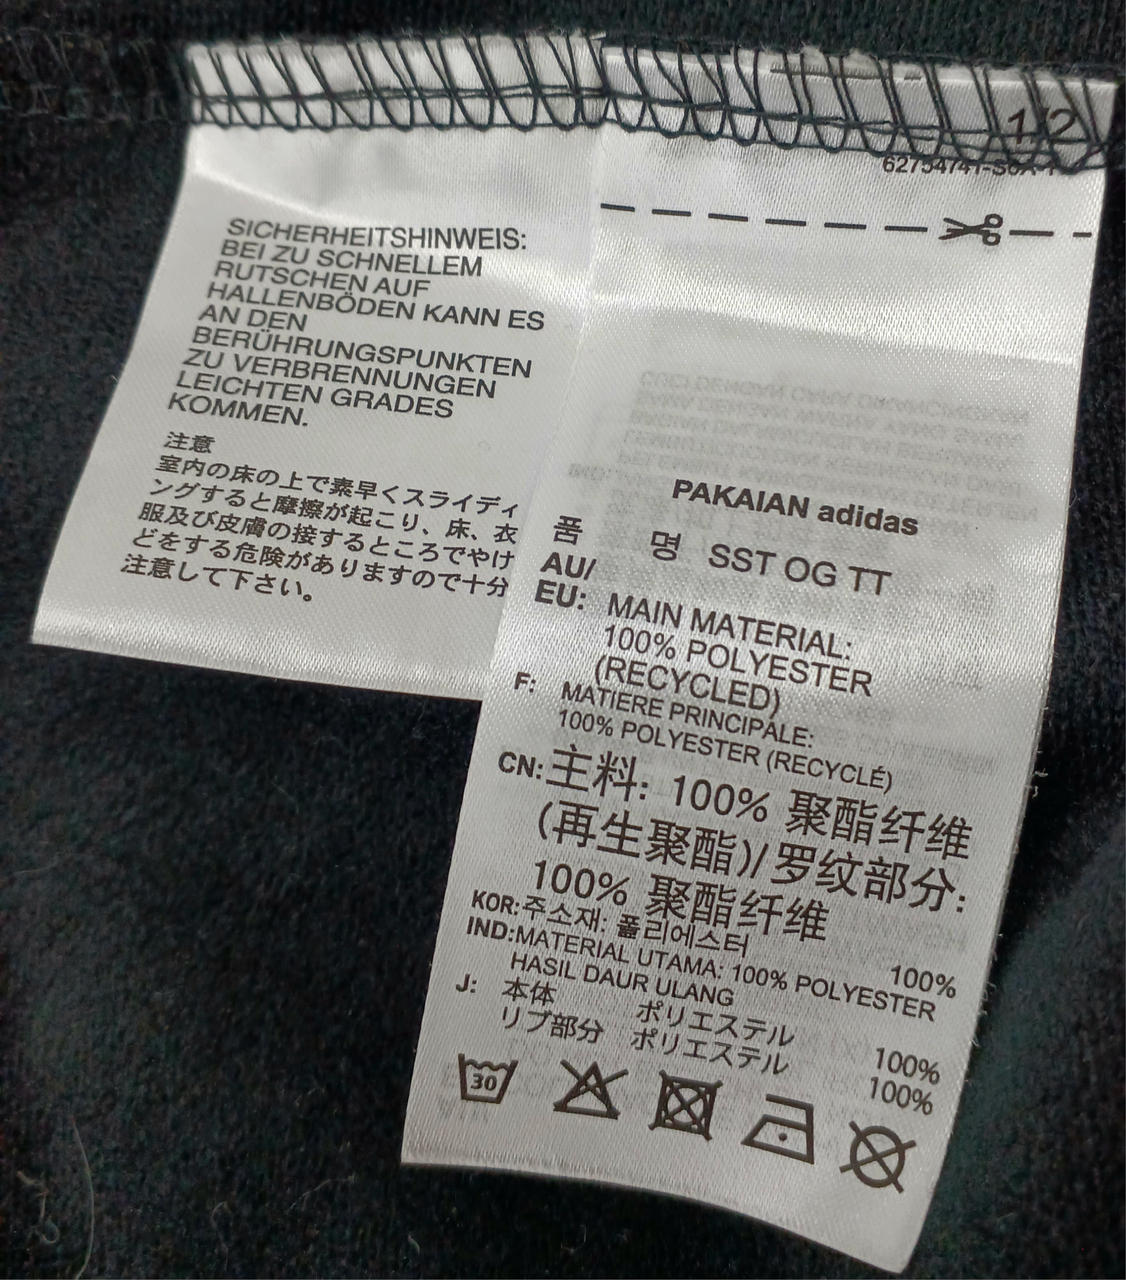 SICHERHEITSHINWEIS:
BEI ZU SCHNELLEM
RUTSCHEN AUF
HALLENBÖDEN KANN ES
AN DEN
BERÜHRUNGSPUNKTEN
ZU VERBRENNUNGEN
LEICHTEN GRADES
KOMMEN.
注意
室内の床の上で素早くスライディ
ングすると摩擦が起こり、床、衣
服及び皮膚の接するところでやけ
どをする危険がありますので十分
注意して下さい。
1/2
PAKAIAN adidas
품 명 SST OG TT
AU/
EU: MAIN MATERIAL:
100% POLYESTER
(RECYCLED)
F: MATIERE PRINCIPALE:
100% POLYESTER (RECYCLÉ)
CN: 主料: 100% 聚酯纤维
(再生聚酯)/罗纹部分:
100% 聚酯纤维
KOR: 주소재: 폴리에스터 100%
IND: MATERIAL UTAMA: 100% POLYESTER
HASIL DAUR ULANG
J: 本体 ポリエステル 100%
リブ部分 ポリエステル 100%
30